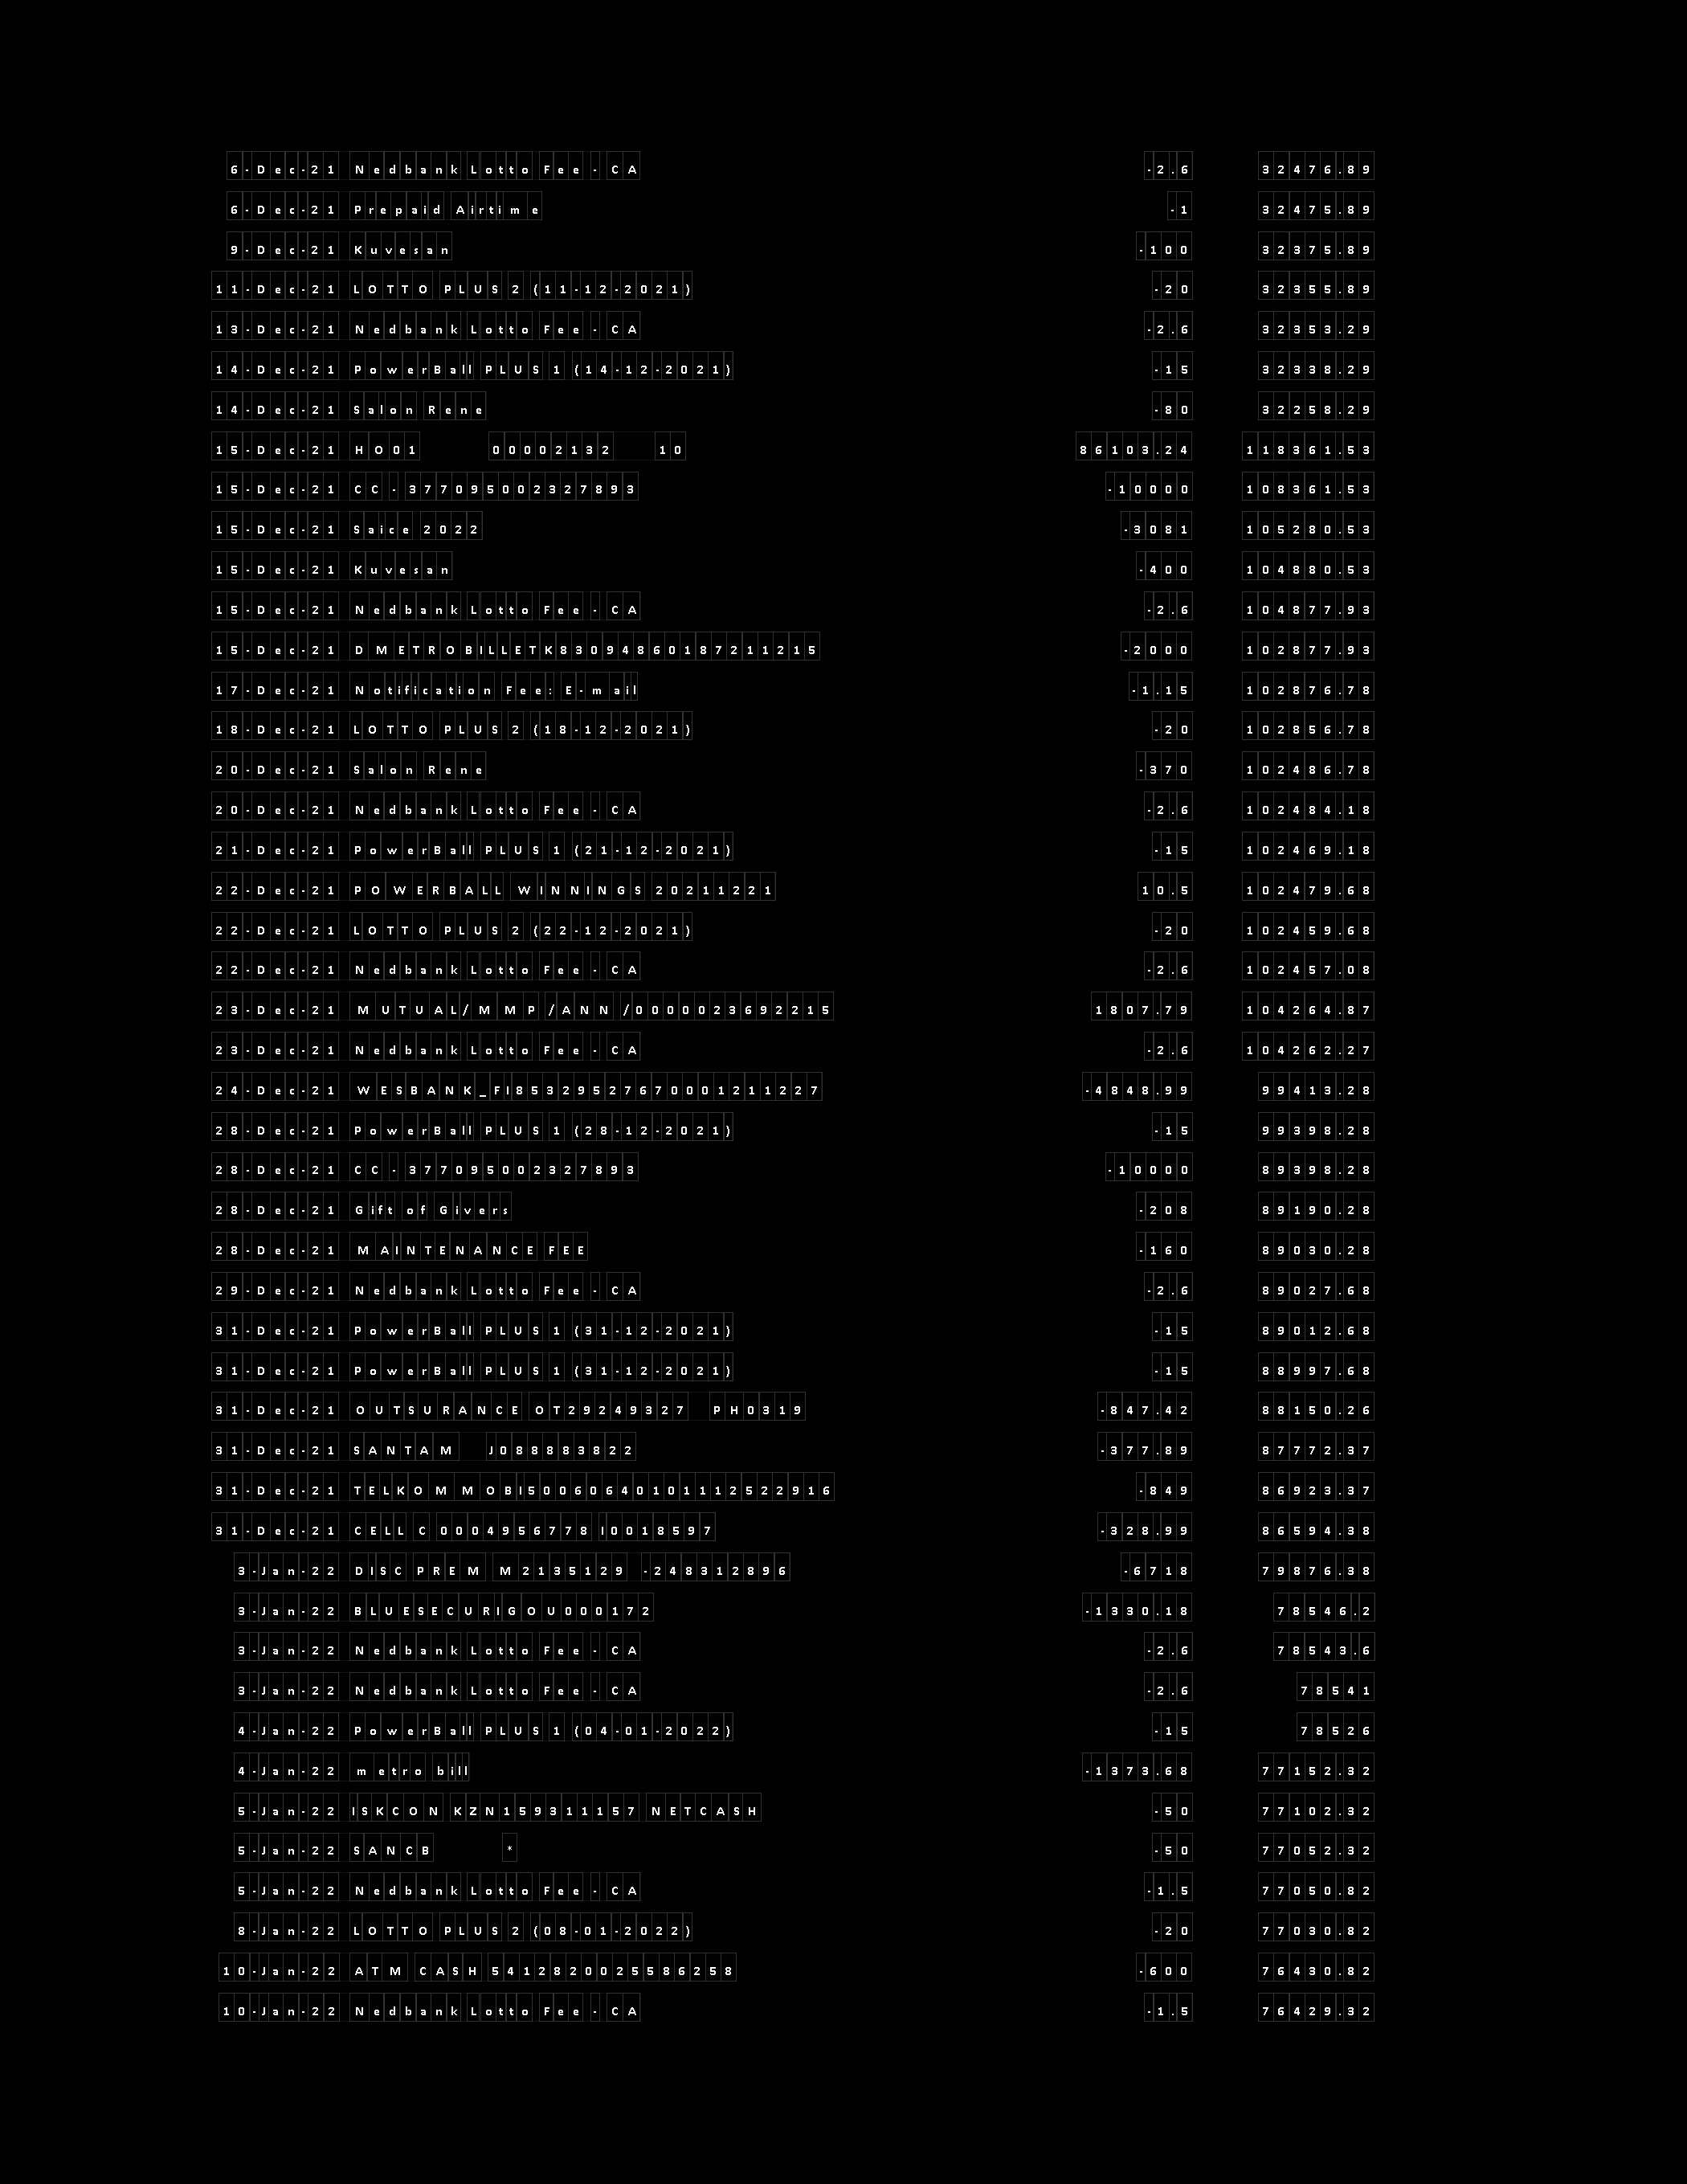 6-Dec-21 Nedbank Lotto Fee - CA -2.6 32476.89
6-Dec-21 Prepaid Airtime -1 32475.89
9-Dec-21 Kuvesan -100 32375.89
11-Dec-21 LOTTO PLUS 2 (11-12-2021) -20 32355.89
13-Dec-21 Nedbank Lotto Fee - CA -2.6 32353.29
14-Dec-21 PowerBall PLUS 1 (14-12-2021) -15 32338.29
14-Dec-21 Salon Rene -80 32258.29
15-Dec-21 HO01 00002132 10 86103.24 118361.53
15-Dec-21 CC - 377095002327893 -10000 108361.53
15-Dec-21 Saice 2022 -3081 105280.53
15-Dec-21 Kuvesan -400 104880.53
15-Dec-21 Nedbank Lotto Fee - CA -2.6 104877.93
15-Dec-21 DMETROBILLETK8309486018721​1215 -2000 102877.93
17-Dec-21 Notification Fee: E-mail -1.15 102876.78
18-Dec-21 LOTTO PLUS 2 (18-12-2021) -20 102856.78
20-Dec-21 Salon Rene -370 102486.78
20-Dec-21 Nedbank Lotto Fee - CA -2.6 102484.18
21-Dec-21 PowerBall PLUS 1 (21-12-2021) -15 102469.18
22-Dec-21 POWERBALL WINNINGS 20211221 10.5 102479.68
22-Dec-21 LOTTO PLUS 2 (22-12-2021) -20 102459.68
22-Dec-21 Nedbank Lotto Fee - CA -2.6 102457.08
23-Dec-21 MUTUAL/MMP /ANN /0000023692215 1807.79 104264.87
23-Dec-21 Nedbank Lotto Fee - CA -2.6 104262.27
24-Dec-21 WESBANK_FI85329527670001211227 -4848.99 99413.28
28-Dec-21 PowerBall PLUS 1 (28-12-2021) -15 99398.28
28-Dec-21 CC - 377095002327893 -10000 89398.28
28-Dec-21 Gift of Givers -208 89190.28
28-Dec-21 MAINTENANCE FEE -160 89030.28
29-Dec-21 Nedbank Lotto Fee - CA -2.6 89027.68
31-Dec-21 PowerBall PLUS 1 (31-12-2021) -15 89012.68
31-Dec-21 PowerBall PLUS 1 (31-12-2021) -15 88997.68
31-Dec-21 OUTSURANCE OT29249327 PH0319 -847.42 88150.26
31-Dec-21 SANTAM J088883822 -377.89 87772.37
31-Dec-21 TELKOM MOBI5006064010111252​2916 -849 86923.37
31-Dec-21 CELL C 0004956778 I0018597 -328.99 86594.38
3-Jan-22 DISC PREM M2135129 -248312896 -6718 79876.38
3-Jan-22 BLUESECURIGOU000172 -1330.18 78546.2
3-Jan-22 Nedbank Lotto Fee - CA -2.6 78543.6
3-Jan-22 Nedbank Lotto Fee - CA -2.6 78541
4-Jan-22 PowerBall PLUS 1 (04-01-2022) -15 78526
4-Jan-22 metro bill -1373.68 77152.32
5-Jan-22 ISKCON KZN159311157 NETCASH -50 77102.32
5-Jan-22 SANCB * -50 77052.32
5-Jan-22 Nedbank Lotto Fee - CA -1.5 77050.82
8-Jan-22 LOTTO PLUS 2 (08-01-2022) -20 77030.82
10-Jan-22 ATM CASH 5412820025586258 -600 76430.82
10-Jan-22 Nedbank Lotto Fee - CA -1.5 76429.32